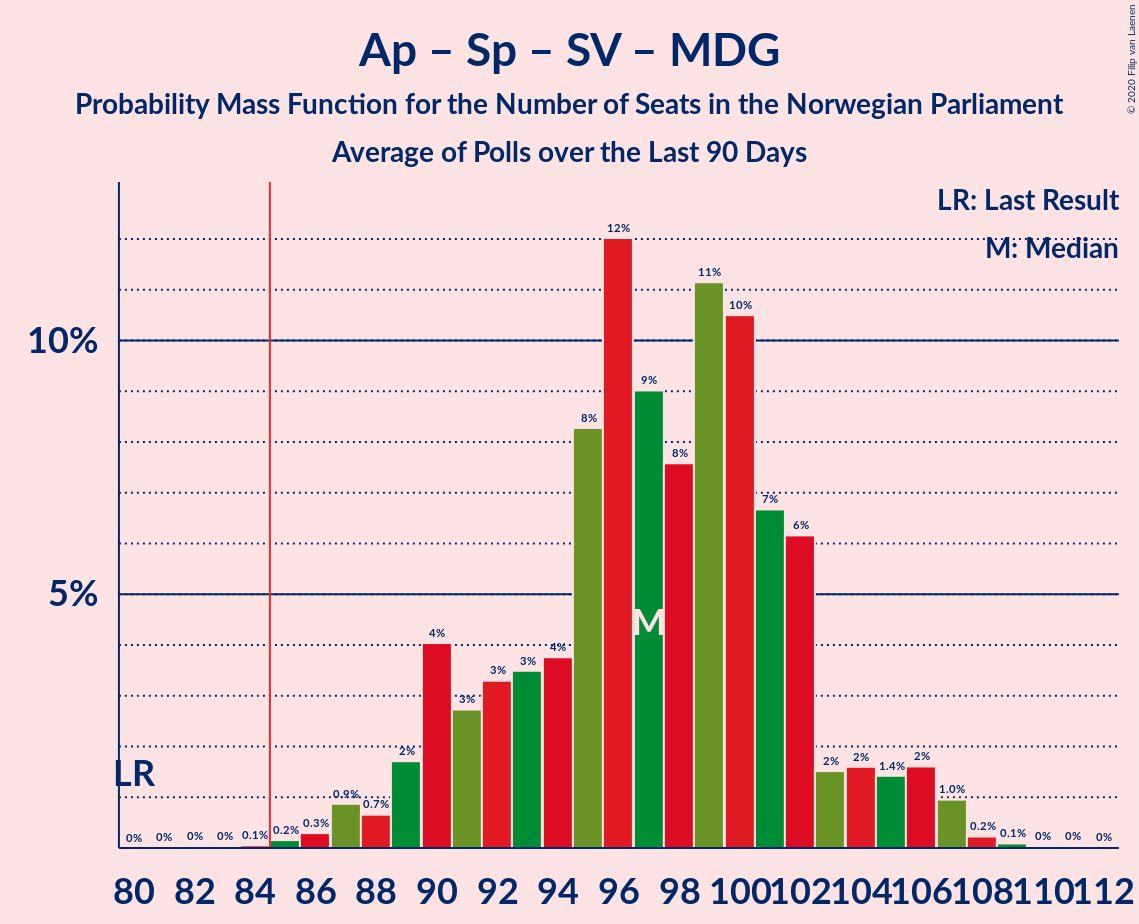 Ap – Sp – SV – MDG
Probability Mass Function for the Number of Seats in the Norwegian Parliament
Average of Polls over the Last 90 Days
© 2020 Filip van Laenen
LR: Last Result
M: Median
12%
11%
10%
10%
9%
8%
8%
7%
6%
5%
M
4%
4%
3%
3%
3%
2%
2%
2%
1.4%
2%
LR
0.9%
0.7%
1.0%
0% 0% 0% 0% 0.1% 0.2% 0.3% 0.2% 0.1% 0% 0% 0%
80 82 84 86 88 90 92 94 96 98 100 102 104 106 108 110 112